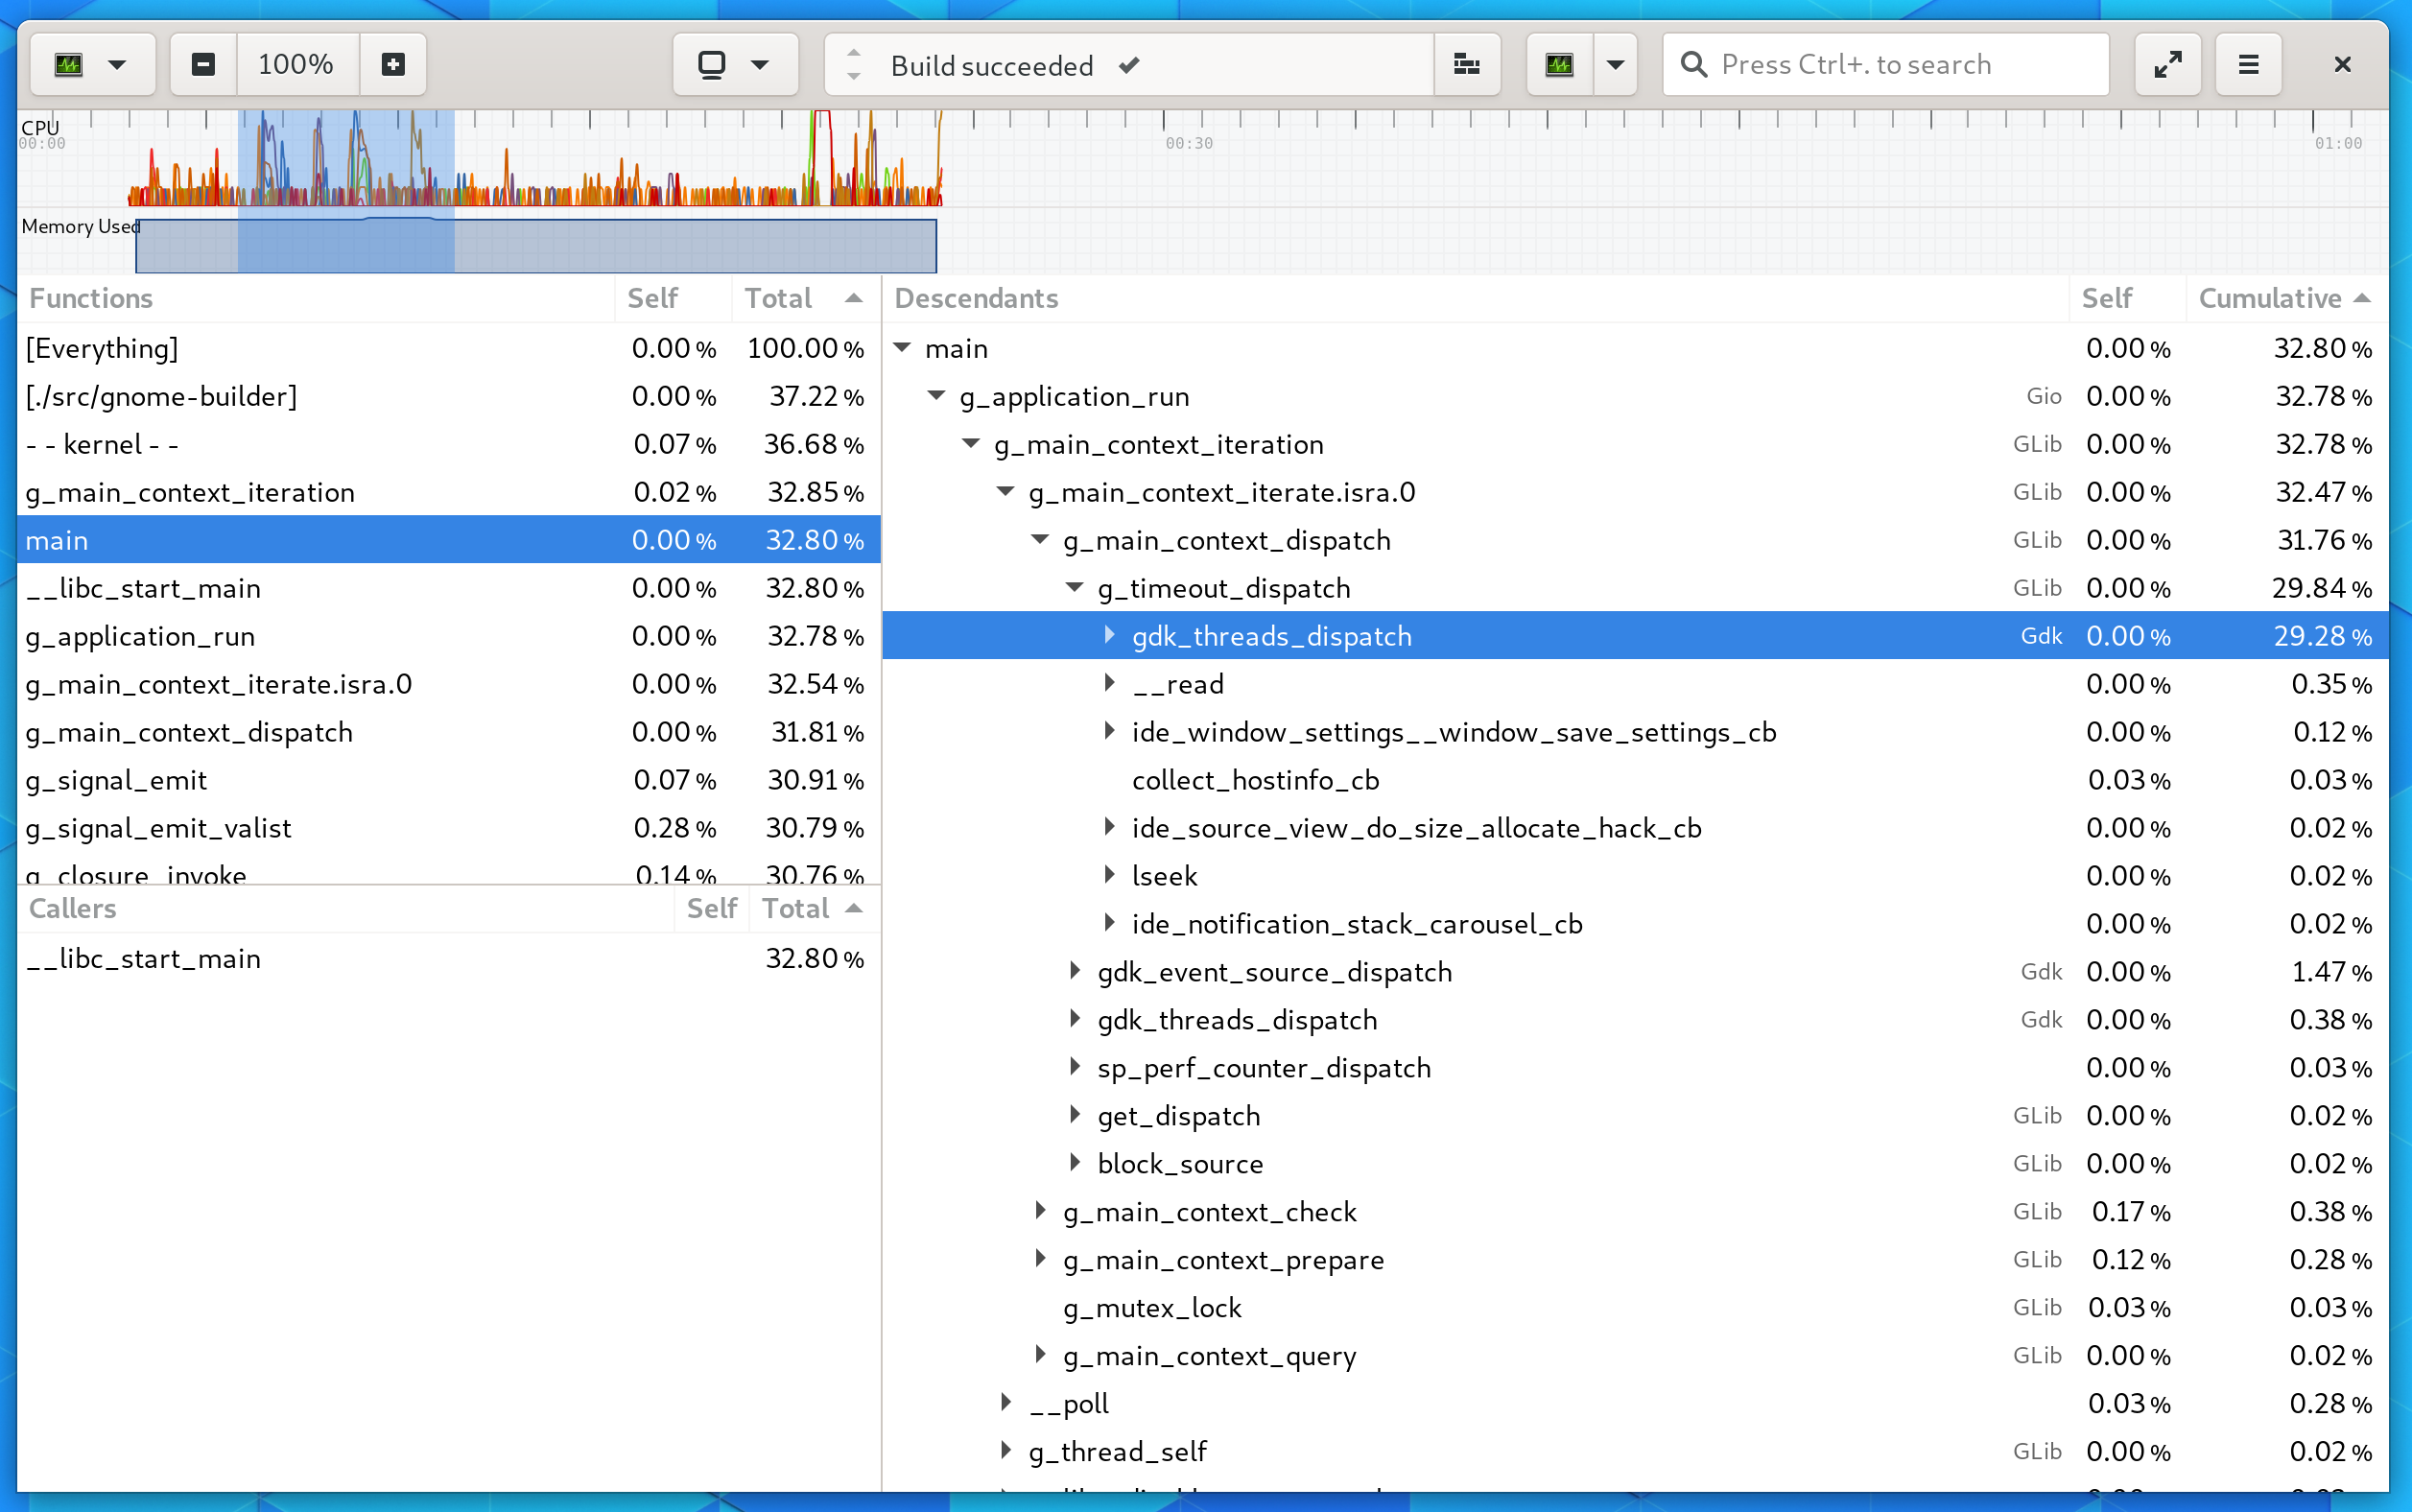 100%
Build succeeded
Press Ctrl+. to search
CPU
00:00
00:30
01:00
Memory Used
Functions Self Total
[Everything] 0.00 % 100.00 %
[./src/gnome-builder] 0.00 % 37.22 %
- - kernel - - 0.07 % 36.68 %
g_main_context_iteration 0.02 % 32.85 %
main 0.00 % 32.80 %
__libc_start_main 0.00 % 32.80 %
g_application_run 0.00 % 32.78 %
g_main_context_iterate.isra.0 0.00 % 32.54 %
g_main_context_dispatch 0.00 % 31.81 %
g_signal_emit 0.07 % 30.91 %
g_signal_emit_valist 0.28 % 30.79 %
g_closure_invoke 0.14 % 30.76 %
Callers Self Total
__libc_start_main 32.80 %
Descendants Self Cumulative
main 0.00 % 32.80 %
g_application_run Gio 0.00 % 32.78 %
g_main_context_iteration GLib 0.00 % 32.78 %
g_main_context_iterate.isra.0 GLib 0.00 % 32.47 %
g_main_context_dispatch GLib 0.00 % 31.76 %
g_timeout_dispatch GLib 0.00 % 29.84 %
gdk_threads_dispatch Gdk 0.00 % 29.28 %
__read 0.00 % 0.35 %
ide_window_settings__window_save_settings_cb 0.00 % 0.12 %
collect_hostinfo_cb 0.03 % 0.03 %
ide_source_view_do_size_allocate_hack_cb 0.00 % 0.02 %
lseek 0.00 % 0.02 %
ide_notification_stack_carousel_cb 0.00 % 0.02 %
gdk_event_source_dispatch Gdk 0.00 % 1.47 %
gdk_threads_dispatch Gdk 0.00 % 0.38 %
sp_perf_counter_dispatch 0.00 % 0.03 %
get_dispatch GLib 0.00 % 0.02 %
block_source GLib 0.00 % 0.02 %
g_main_context_check GLib 0.17 % 0.38 %
g_main_context_prepare GLib 0.12 % 0.28 %
g_mutex_lock GLib 0.03 % 0.03 %
g_main_context_query GLib 0.00 % 0.02 %
__poll 0.03 % 0.28 %
g_thread_self GLib 0.00 % 0.02 %